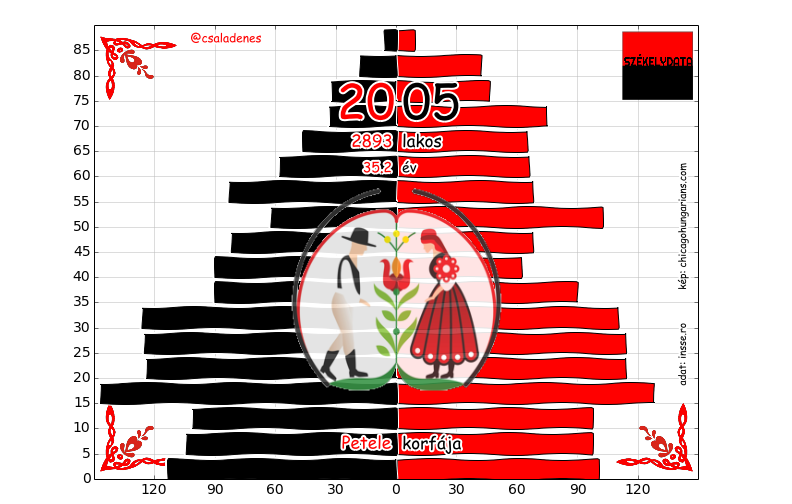 @csaladenes
SZÉKELYDATA
2005
2893 lakos
35,2 év
kép: chicagohungarians.com
adat: insse.ro
Petele korfája
85
80
75
70
65
60
55
50
45
40
35
30
25
20
15
10
5
0
120 90 60 30 0 30 60 90 120